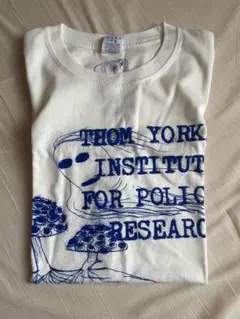 THOM YORK
INSTITUT
FOR POLIC
RESEARC